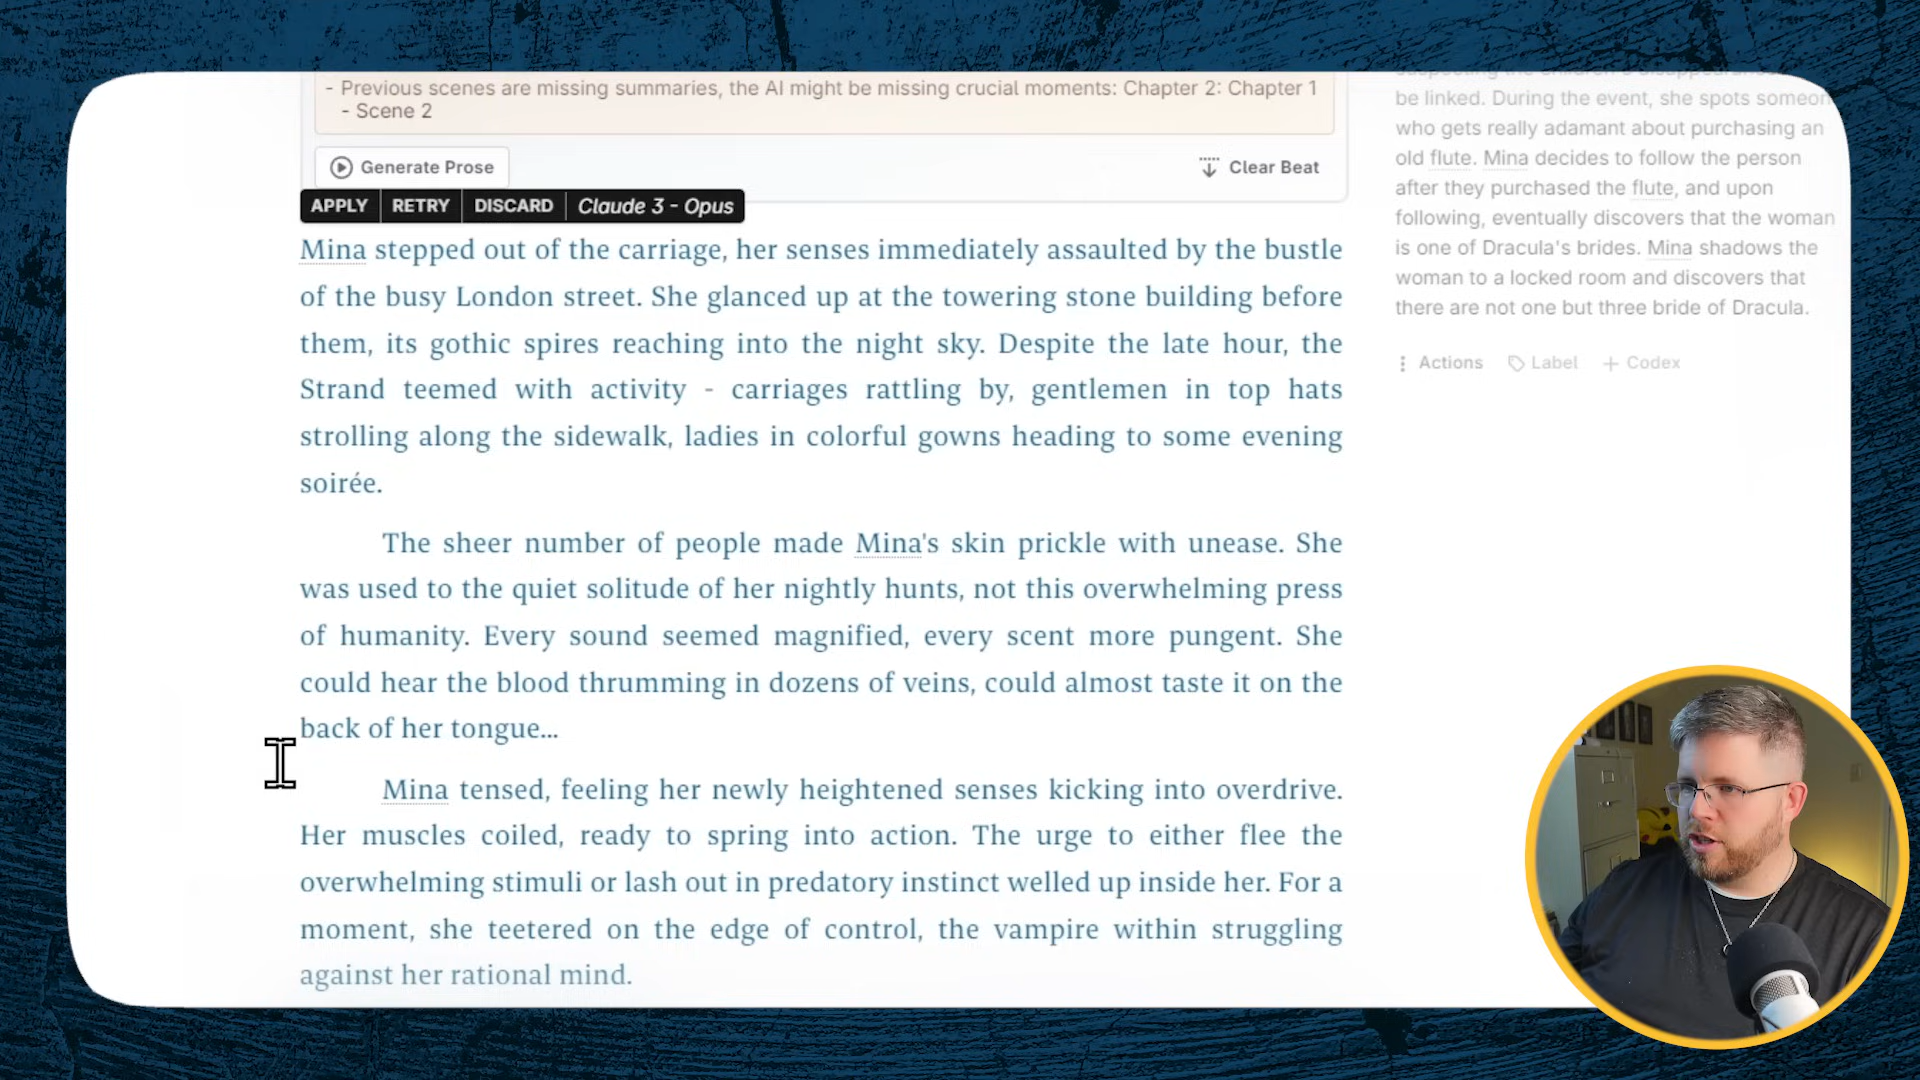 - Previous scenes are missing summaries, the AI might be missing crucial moments: Chapter 2: Chapter 1
- Scene 2
Generate Prose
Clear Beat
APPLY RETRY DISCARD Claude 3 - Opus
Mina stepped out of the carriage, her senses immediately assaulted by the bustle
of the busy London street. She glanced up at the towering stone building before
them, its gothic spires reaching into the night sky. Despite the late hour, the
Strand teemed with activity - carriages rattling by, gentlemen in top hats
strolling along the sidewalk, ladies in colorful gowns heading to some evening
soirée.
The sheer number of people made Mina's skin prickle with unease. She
was used to the quiet solitude of her nightly hunts, not this overwhelming press
of humanity. Every sound seemed magnified, every scent more pungent. She
could hear the blood thrumming in dozens of veins, could almost taste it on the
back of her tongue...
Mina tensed, feeling her newly heightened senses kicking into overdrive.
Her muscles coiled, ready to spring into action. The urge to either flee the
overwhelming stimuli or lash out in predatory instinct welled up inside her. For a
moment, she teetered on the edge of control, the vampire within struggling
against her rational mind.
be linked. During the event, she spots someon
who gets really adamant about purchasing an
old flute. Mina decides to follow the person
after they purchased the flute, and upon
following, eventually discovers that the woman
is one of Dracula's brides. Mina shadows the
woman to a locked room and discovers that
there are not one but three bride of Dracula.
Actions Label + Codex